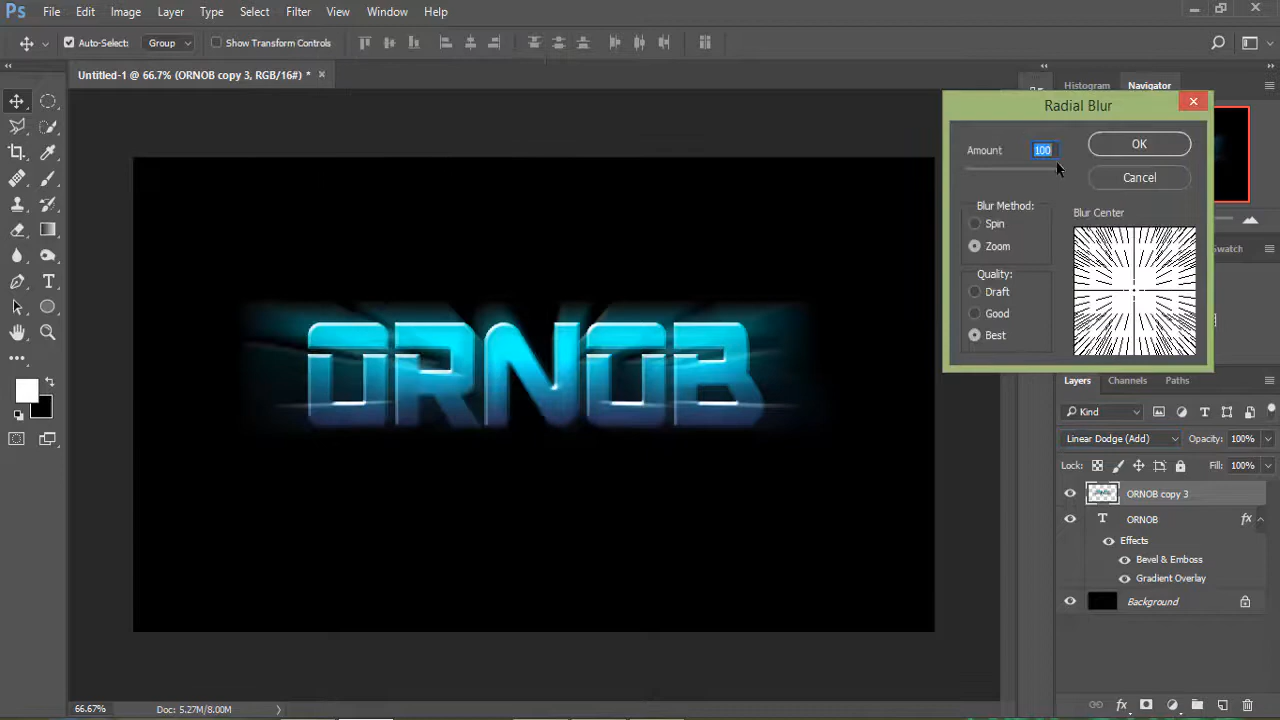 Ps File Edit Image Layer Type Select Filter View Window Help
Auto-Select: Group Show Transform Controls
Untitled-1 @ 66.7% (ORNOB copy 3, RGB/16#) *
Histogram Navigator
Radial Blur
Amount 100 OK
Cancel
Blur Method: Blur Center
Spin
Zoom
Quality:
Draft
Good
Best
Swatch
ORNOB
Layers Channels Paths
Kind
Linear Dodge (Add) Opacity: 100%
Lock: Fill: 100%
ORNOB copy 3
T ORNOB fx
Effects
Bevel & Emboss
Gradient Overlay
Background
66.67% Doc: 5.27M/8.00M
fx